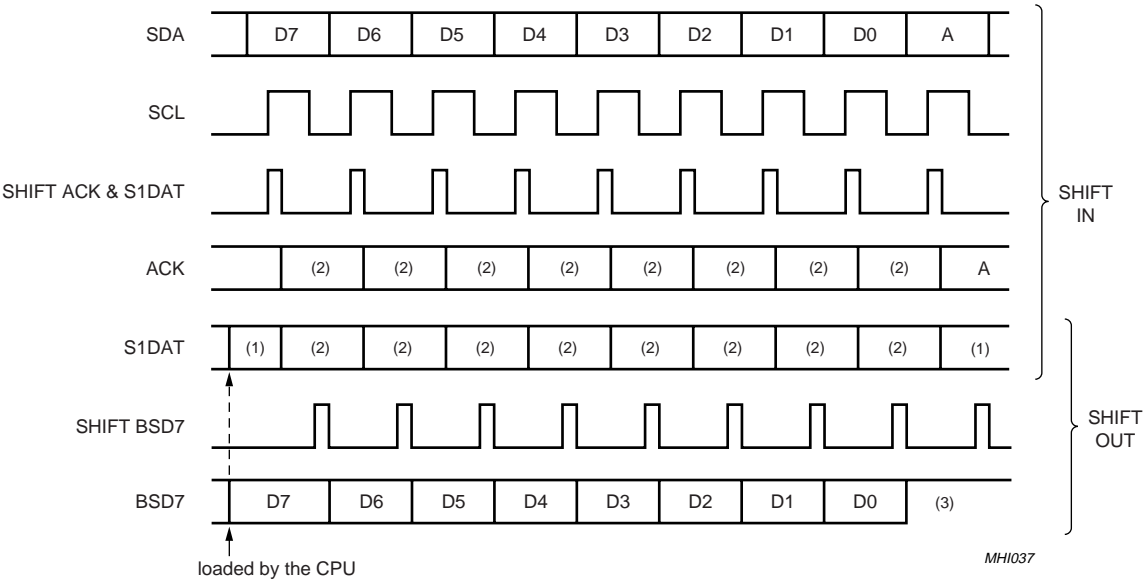 SDA D7 D6 D5 D4 D3 D2 D1 D0 A
SCL
SHIFT ACK & S1DAT
SHIFT
IN
ACK (2) (2) (2) (2) (2) (2) (2) (2) A
S1DAT (1) (2) (2) (2) (2) (2) (2) (2) (2) (1)
SHIFT BSD7
SHIFT
OUT
BSD7 D7 D6 D5 D4 D3 D2 D1 D0 (3)
loaded by the CPU
MHI037